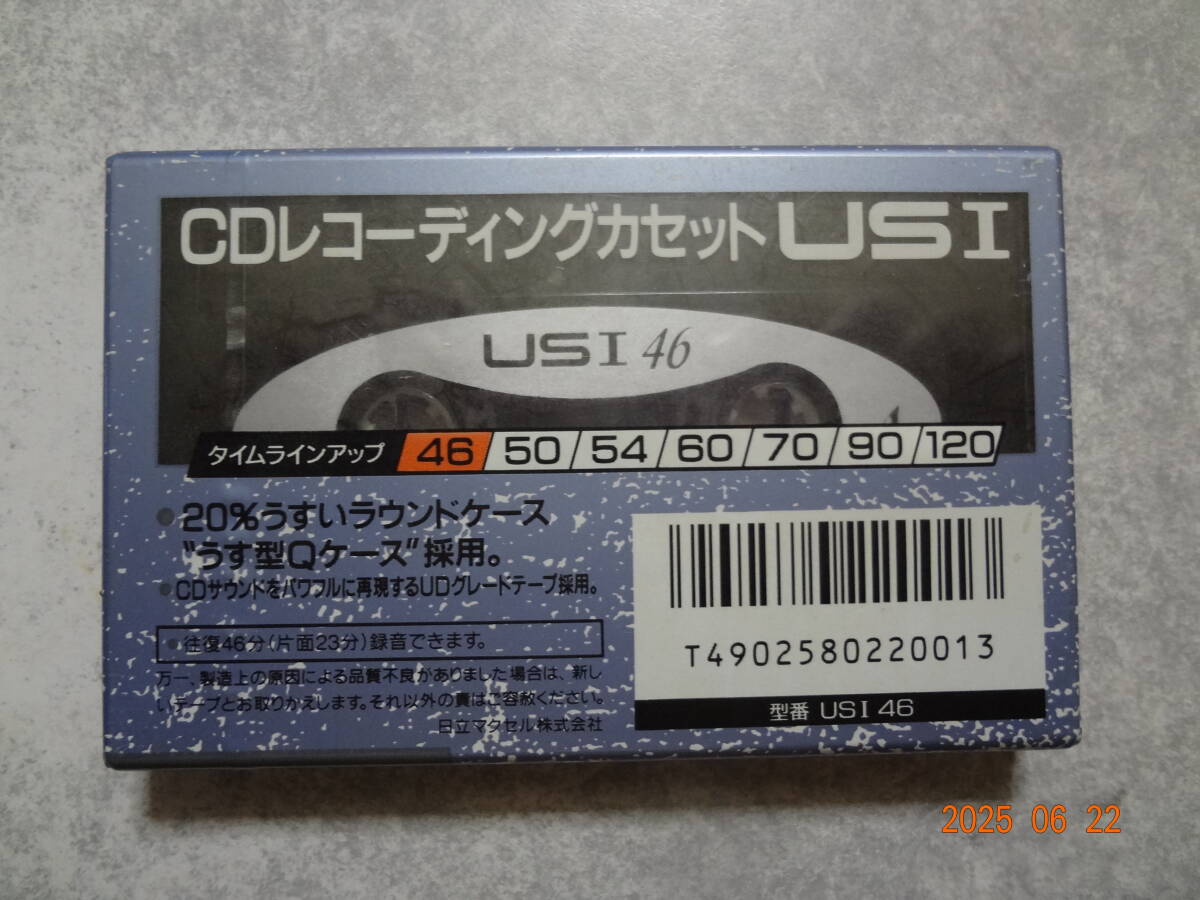 CDレコーディングカセット USI
USI 46
タイムラインアップ 46 50 54 60 70 90 120
●20%うすいラウンドケース
"うす型Qケース"採用。
●CDサウンドをパワフルに再現するUDグレードテープ採用。
●往復46分(片面23分)録音できます。
万一、製造上の原因による品質不良がありました場合は、新し
いテープとお取りかえします。それ以外の責はご容赦ください。
日立マクセル株式会社
T4902580220013
型番 USI 46
2025 06 22